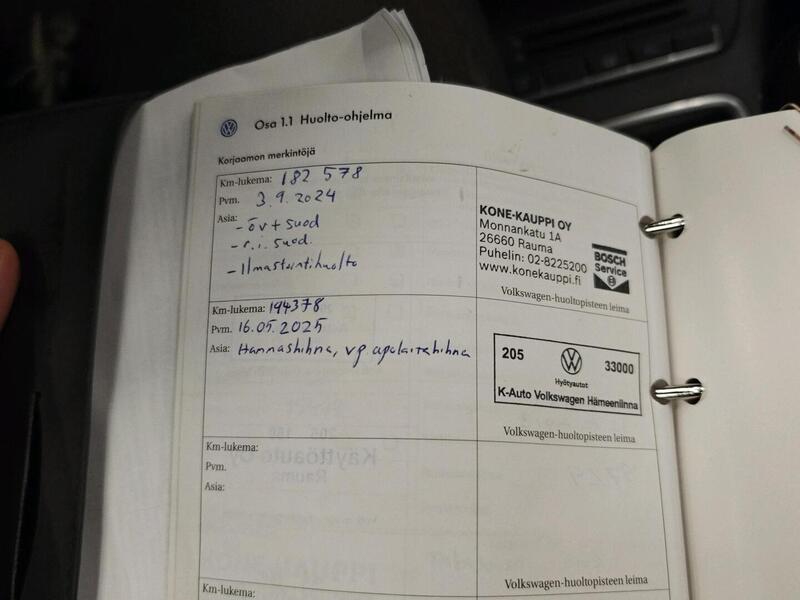 Osa 1.1 Huolto-ohjelma
Korjaamon merkintöjä
Km-lukema: 182 578
Pvm. 3.9.2024
Asia:
- öv + suod
- r.i. suod.
- Ilmastointihuolto
KONE-KAUPPI OY
Monnankatu 1A
26660 Rauma
Puhelin: 02-8225200
www.konekauppi.fi
BOSCH
Service
Volkswagen-huoltopisteen leima
Km-lukema: 194378
Pvm. 16.05.2025
Asia: Hannashihna, vp. apulaitehihna
205 33000
Hyötyautot
K-Auto Volkswagen Hämeenlinna
Volkswagen-huoltopisteen leima
Km-lukema:
Pvm.
Asia:
Volkswagen-huoltopisteen leima
Km-lukema: